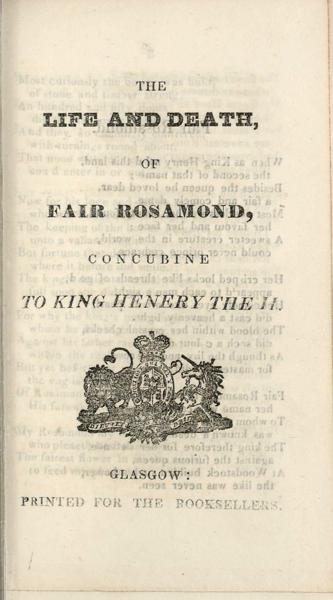 THE
LIFE AND DEATH,
OF
FAIR ROSAMOND,
CONCUBINE
TO KING HENERY THE II.
GLASGOW:
PRINTED FOR THE BOOKSELLERS.